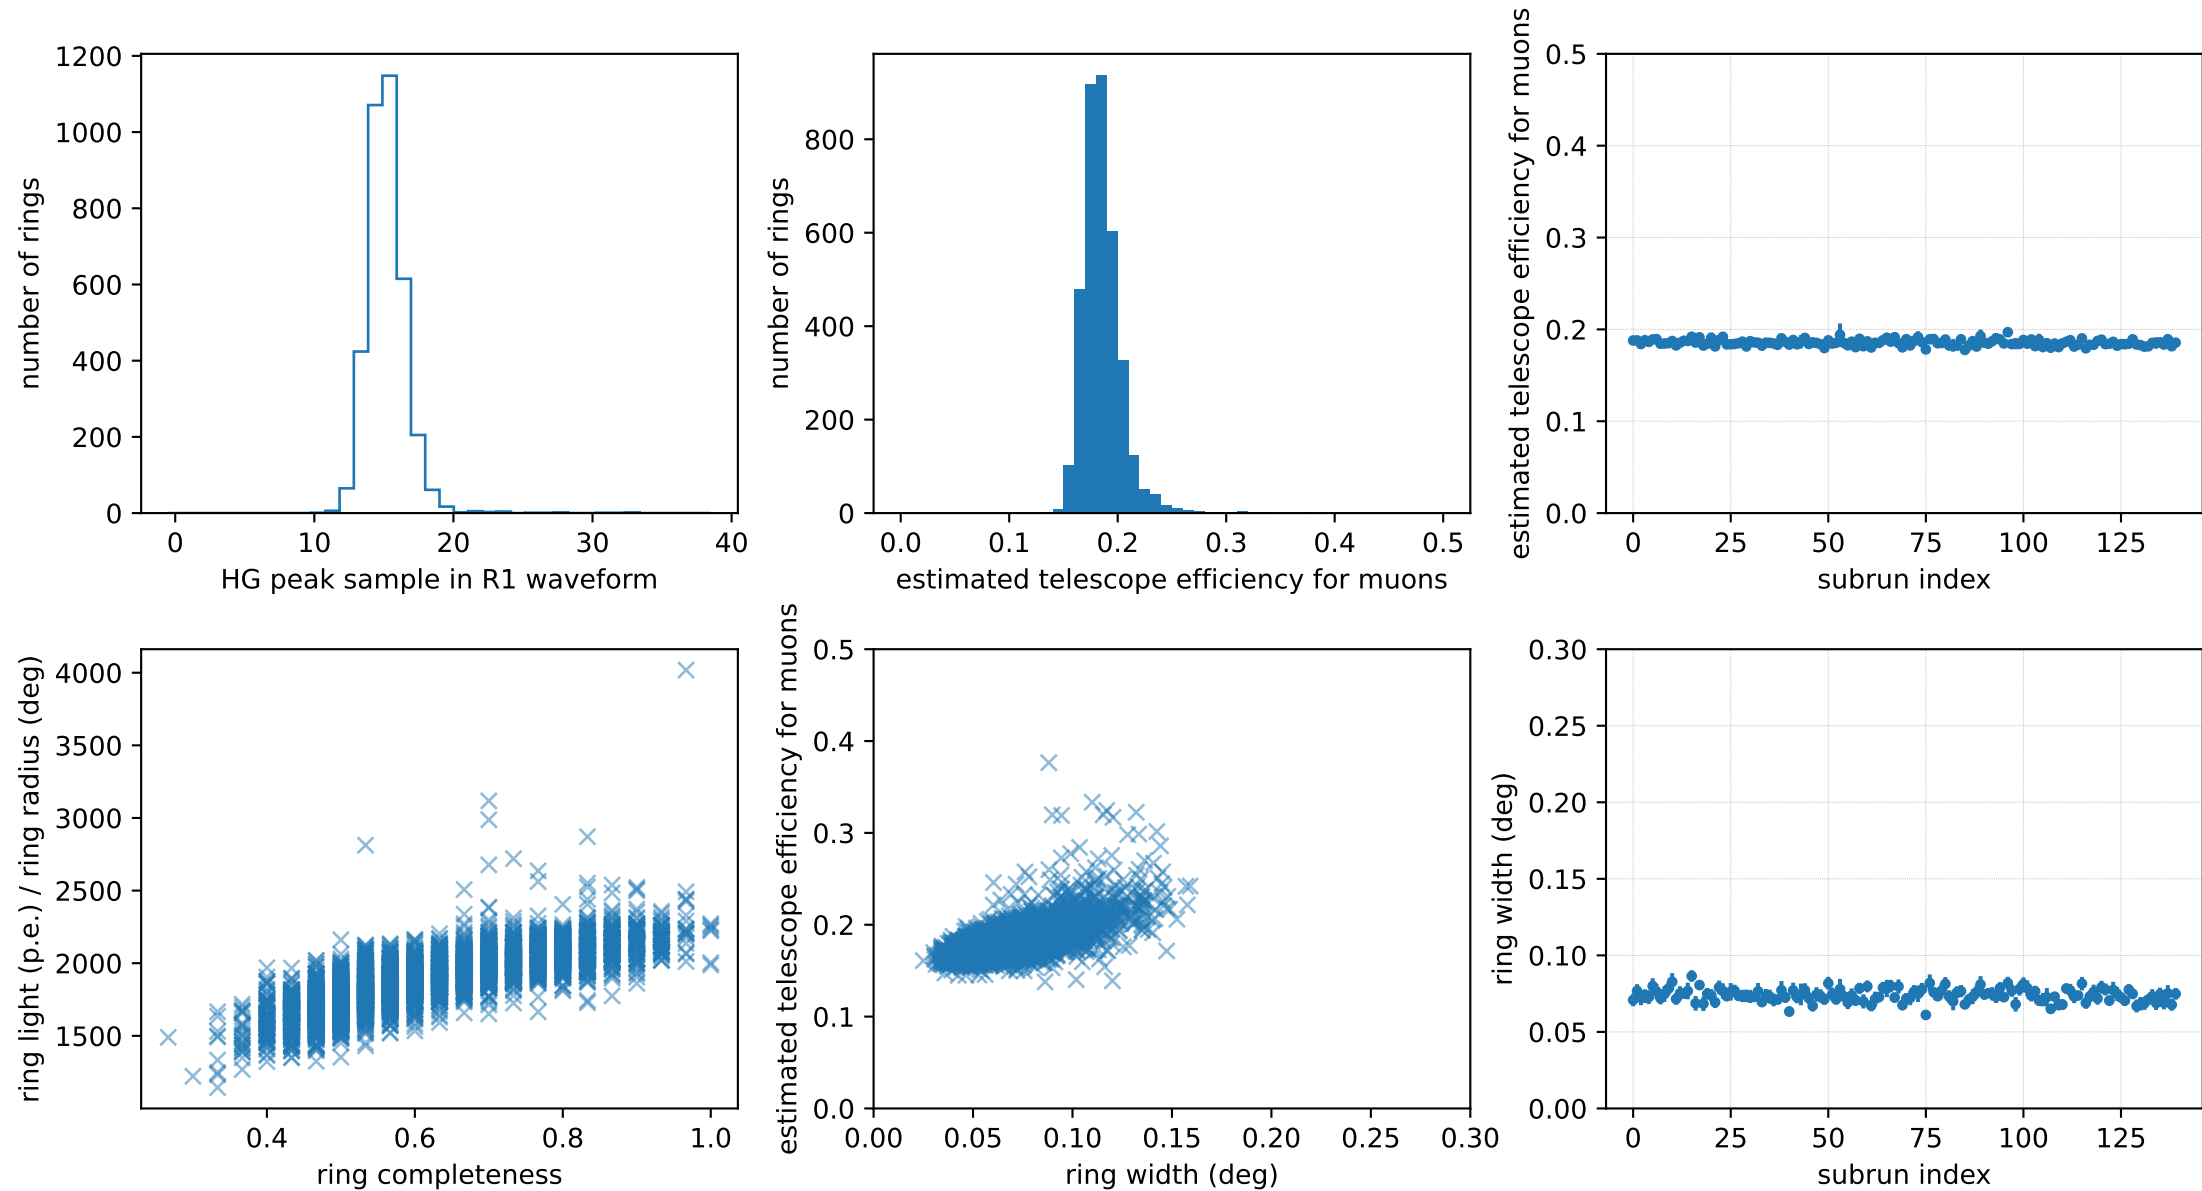 1200
1000
800
600
400
200
0
number of rings
0 10 20 30 40
HG peak sample in R1 waveform
800
600
400
200
0
number of rings
0.0 0.1 0.2 0.3 0.4 0.5
estimated telescope efficiency for muons
0.5
0.4
0.3
0.2
0.1
0.0
estimated telescope efficiency for muons
0 25 50 75 100 125
subrun index
4000
3500
3000
2500
2000
1500
ring light (p.e.) / ring radius (deg)
0.4 0.6 0.8 1.0
ring completeness
0.5
0.4
0.3
0.2
0.1
0.0
estimated telescope efficiency for muons
0.00 0.05 0.10 0.15 0.20 0.25 0.30
ring width (deg)
0.30
0.25
0.20
0.15
0.10
0.05
0.00
ring width (deg)
0 25 50 75 100 125
subrun index